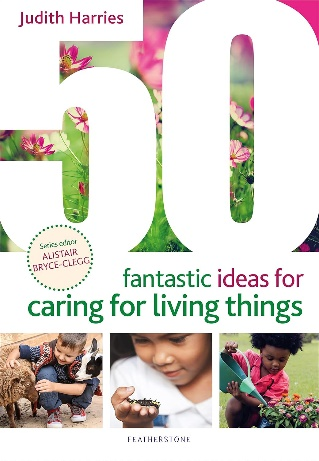 Judith Harries
50
Series editor
ALISTAIR
BRYCE-CLEGG
fantastic ideas for
caring for living things
FEATHERSTONE